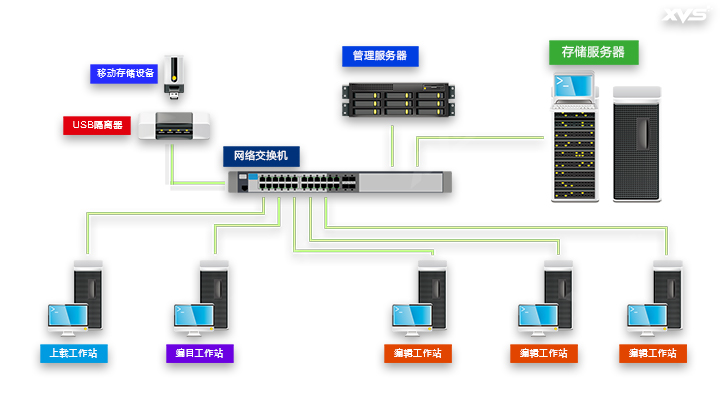 XVS
管理服务器
存储服务器
移动存储设备
USB隔离器
网络交换机
上载工作站
编目工作站
编辑工作站
编辑工作站
编辑工作站